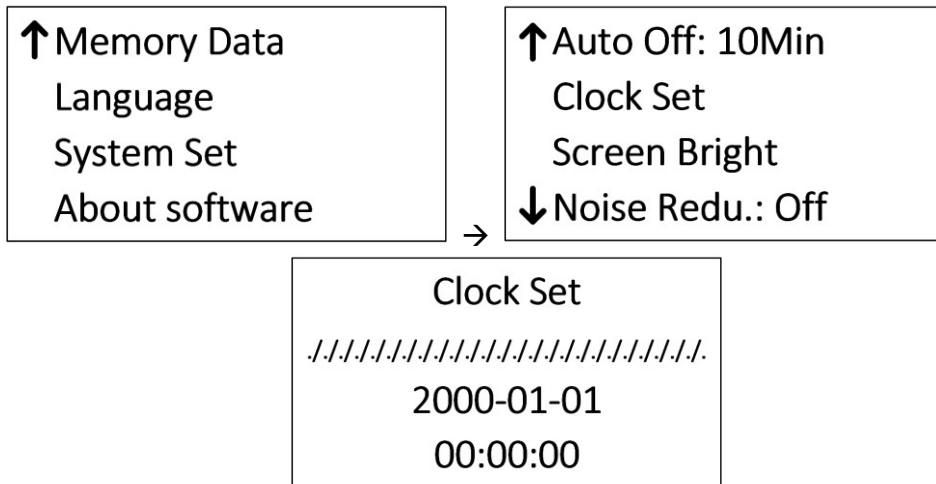 ↑Memory Data
Language
System Set
About software
→
↑Auto Off: 10Min
Clock Set
Screen Bright
↓Noise Redu.: Off
Clock Set
././././././././././././././././././././././.
2000-01-01
00:00:00